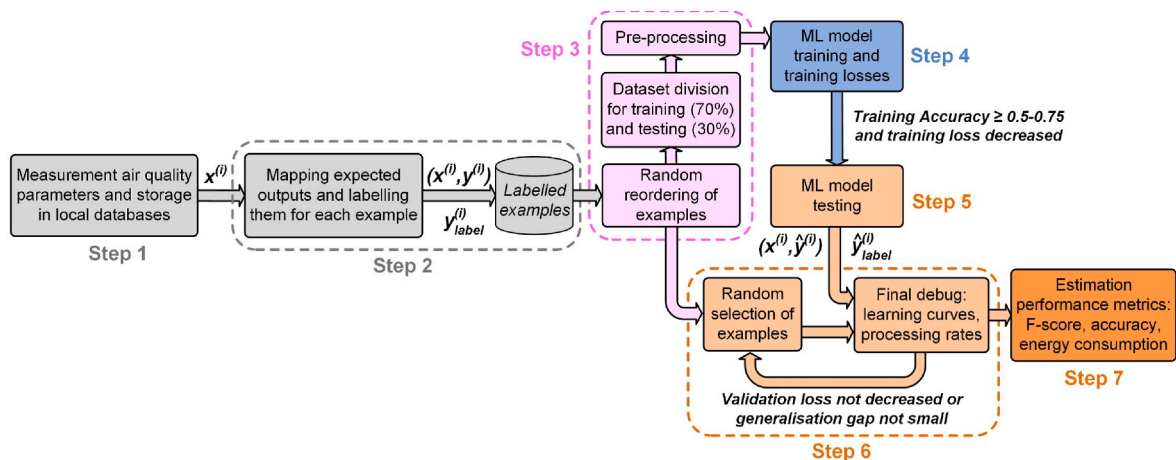 Measurement air quality
parameters and storage
in local databases
Step 1
x(i)
Mapping expected
outputs and labelling
them for each example
(x(i),y(i))
y(i)label
Labelled
examples
Step 2
Step 3
Pre-processing
Dataset division
for training (70%)
and testing (30%)
Random
reordering of
examples
ML model
training and
training losses
Step 4
Training Accuracy ≥ 0.5-0.75
and training loss decreased
ML model
testing
Step 5
(x(i),ŷ(i))
ŷ(i)label
Random
selection of
examples
Final debug:
learning curves,
processing rates
Validation loss not decreased or
generalisation gap not small
Step 6
Estimation
performance metrics:
F-score, accuracy,
energy consumption
Step 7